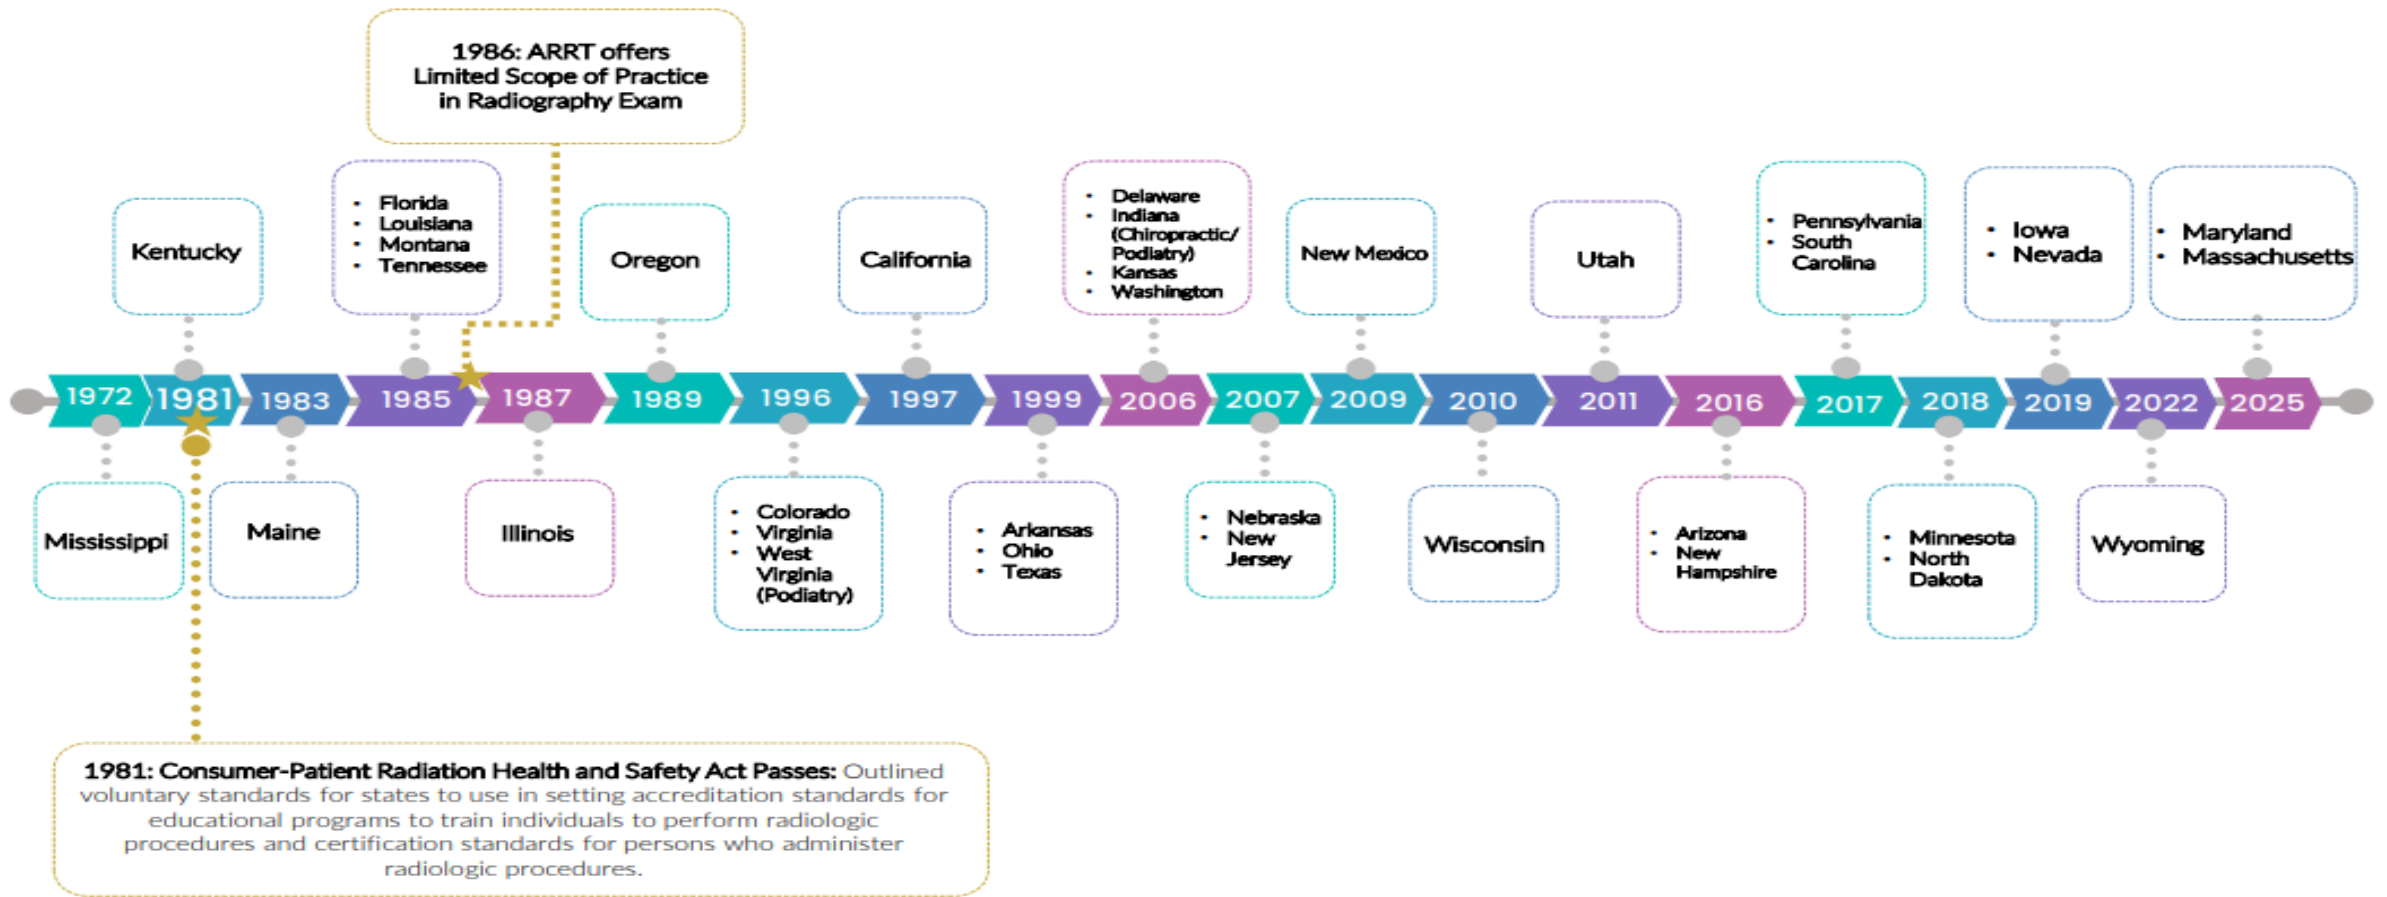 1986: ARRT offers
Limited Scope of Practice
in Radiography Exam
Kentucky
• Florida
• Louisiana
• Montana
• Tennessee
Oregon
California
• Delaware
• Indiana
(Chiropractic/
Podiatry)
• Kansas
• Washington
New Mexico
Utah
• Pennsylvania
• South
Carolina
• Iowa
• Nevada
• Maryland
• Massachusetts
1972 1981 1983 1985 1987 1989 1996 1997 1999 2006 2007 2009 2010 2011 2016 2017 2018 2019 2022 2025
Mississippi
Maine
Illinois
• Colorado
• Virginia
• West
Virginia
(Podiatry)
• Arkansas
• Ohio
• Texas
• Nebraska
• New
Jersey
Wisconsin
• Arizona
• New
Hampshire
• Minnesota
• North
Dakota
Wyoming
1981: Consumer-Patient Radiation Health and Safety Act Passes: Outlined
voluntary standards for states to use in setting accreditation standards for
educational programs to train individuals to perform radiologic
procedures and certification standards for persons who administer
radiologic procedures.